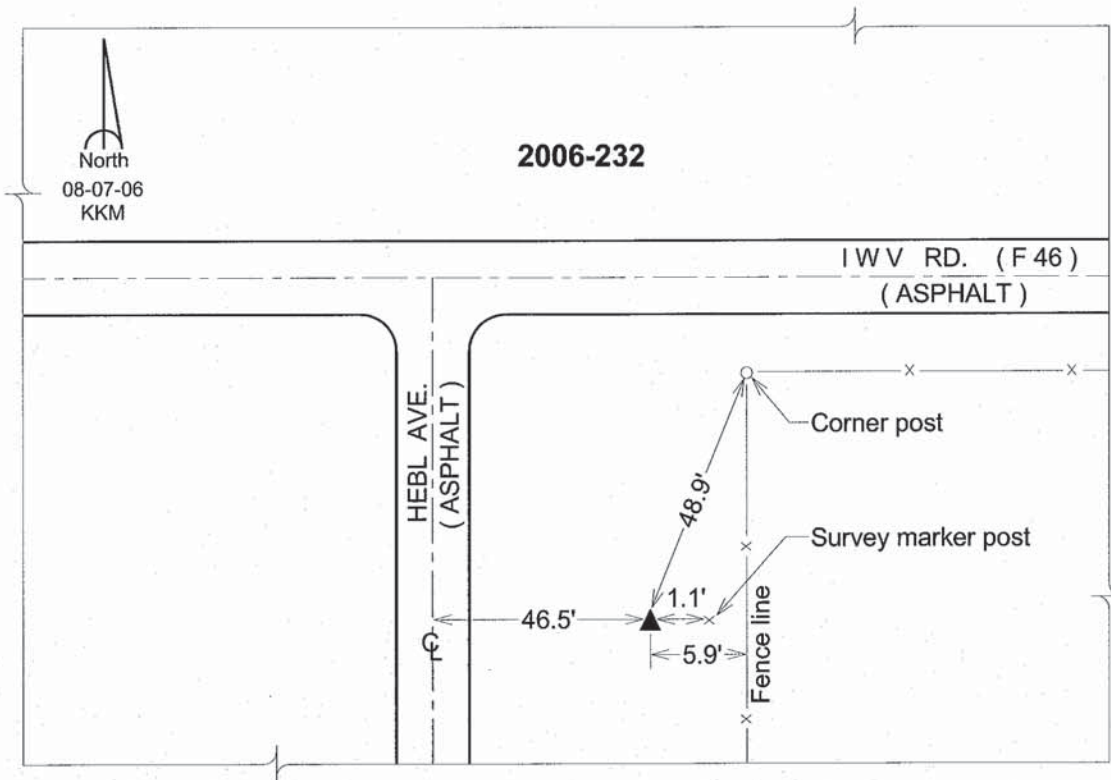 North
08-07-06
KKM
2006-232
I W V RD. ( F 46 )
( ASPHALT )
HEBL AVE.
( ASPHALT )
Corner post
48.9'
Survey marker post
1.1'
46.5'
5.9'
Fence line
℄